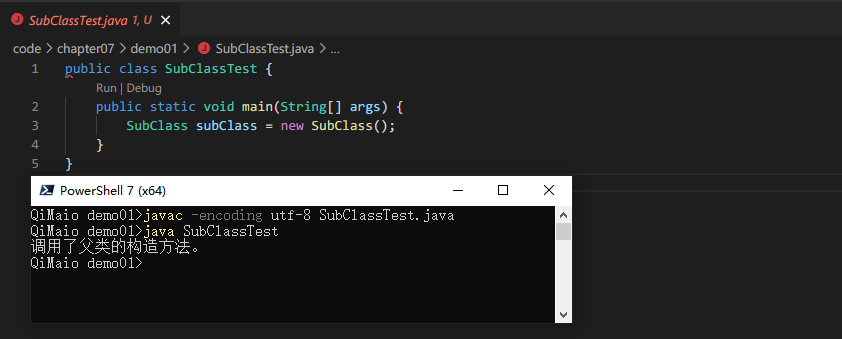 SubClassTest.java 1, U
code > chapter07 > demo01 > SubClassTest.java > ...
1 public class SubClassTest {
Run | Debug
2 public static void main(String[] args) {
3 SubClass subClass = new SubClass();
4 }
5 }
PowerShell 7 (x64)
QiMaio demo01>javac -encoding utf-8 SubClassTest.java
QiMaio demo01>java SubClassTest
调用了父类的构造方法。
QiMaio demo01>